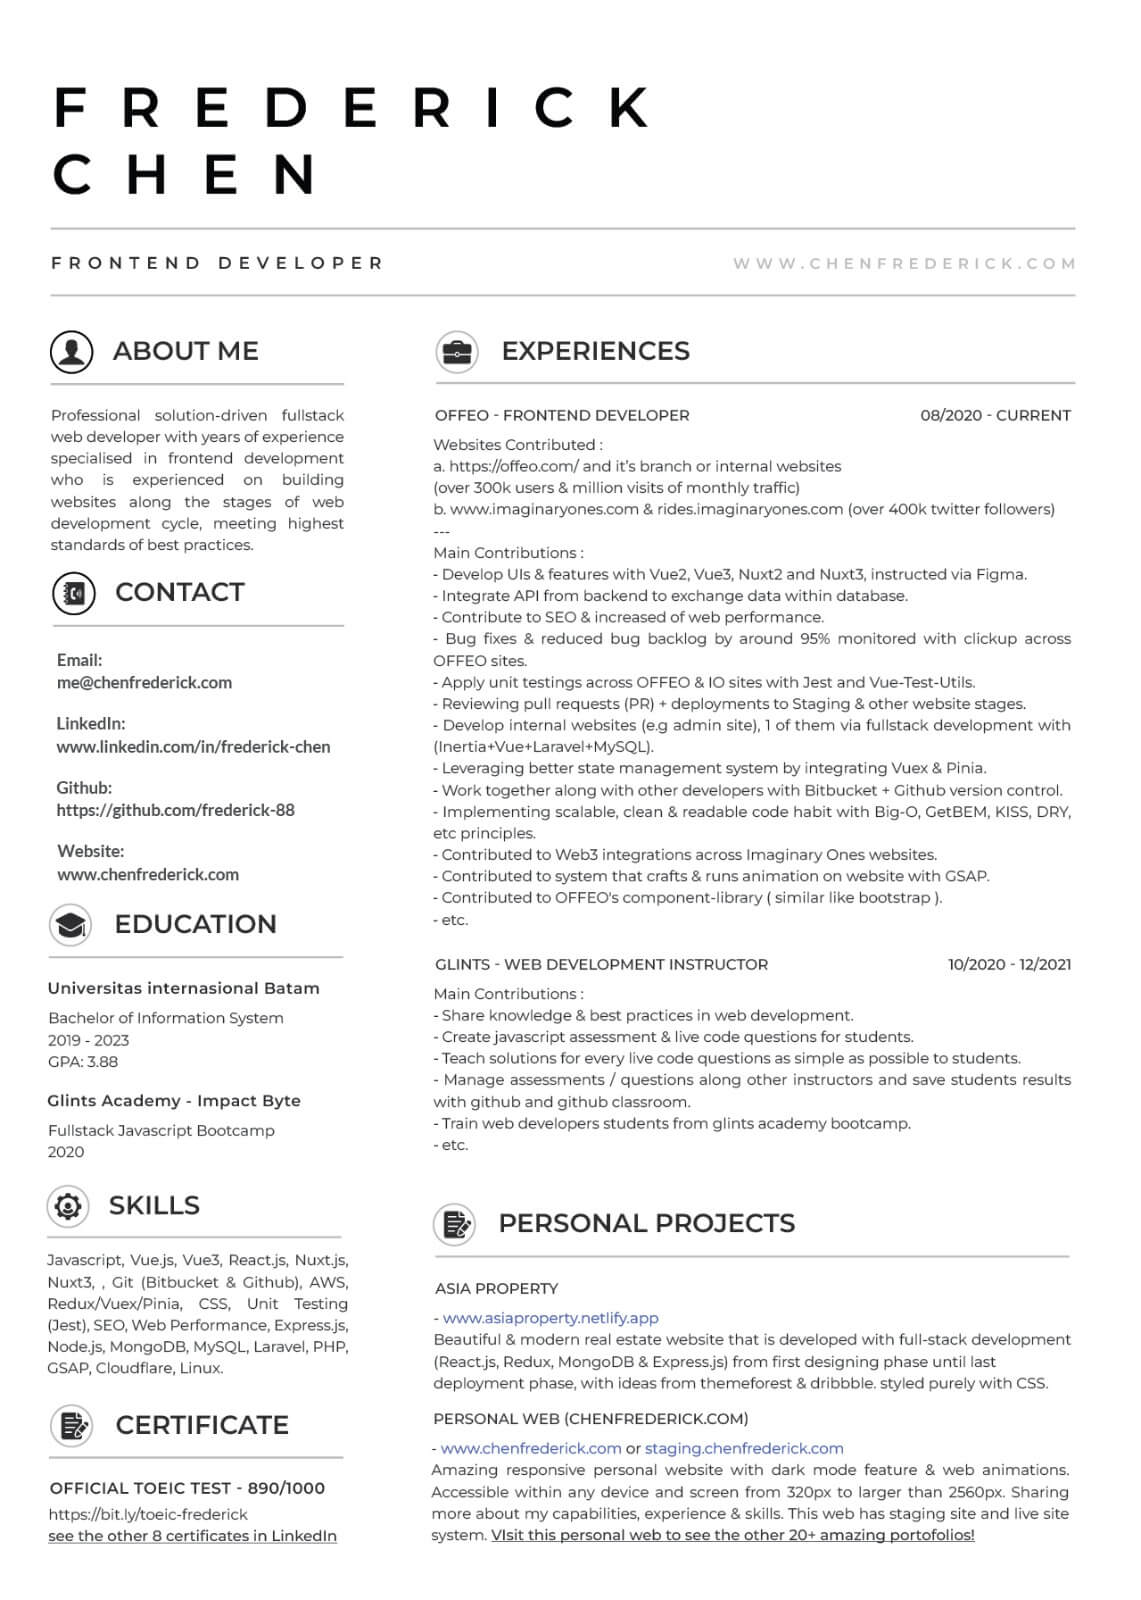 FREDERICK
CHEN
FRONTEND DEVELOPER
WWW.CHENFREDERICK.COM
ABOUT ME
Professional solution-driven fullstack
web developer with years of experience
specialised in frontend development
who is experienced on building
websites along the stages of web
development cycle, meeting highest
standards of best practices.
CONTACT
Email:
me@chenfrederick.com
LinkedIn:
www.linkedin.com/in/frederick-chen
Github:
https://github.com/frederick-88
Website:
www.chenfrederick.com
EDUCATION
Universitas internasional Batam
Bachelor of Information System
2019 - 2023
GPA: 3.88
Glints Academy - Impact Byte
Fullstack Javascript Bootcamp
2020
SKILLS
Javascript, Vue.js, Vue3, React.js, Nuxt.js,
Nuxt3, , Git (Bitbucket & Github), AWS,
Redux/Vuex/Pinia, CSS, Unit Testing
(Jest), SEO, Web Performance, Express.js,
Node.js, MongoDB, MySQL, Laravel, PHP,
GSAP, Cloudflare, Linux.
CERTIFICATE
OFFICIAL TOEIC TEST - 890/1000
https://bit.ly/toeic-frederick
see the other 8 certificates in LinkedIn
EXPERIENCES
OFFEO - FRONTEND DEVELOPER 08/2020 - CURRENT
Websites Contributed :
a. https://offeo.com/ and it's branch or internal websites
(over 300k users & million visits of monthly traffic)
b. www.imaginaryones.com & rides.imaginaryones.com (over 400k twitter followers)
---
Main Contributions :
- Develop UIs & features with Vue2, Vue3, Nuxt2 and Nuxt3, instructed via Figma.
- Integrate API from backend to exchange data within database.
- Contribute to SEO & increased of web performance.
- Bug fixes & reduced bug backlog by around 95% monitored with clickup across
OFFEO sites.
- Apply unit testings across OFFEO & IO sites with Jest and Vue-Test-Utils.
- Reviewing pull requests (PR) + deployments to Staging & other website stages.
- Develop internal websites (e.g admin site), 1 of them via fullstack development with
(Inertia+Vue+Laravel+MySQL).
- Leveraging better state management system by integrating Vuex & Pinia.
- Work together along with other developers with Bitbucket + Github version control.
- Implementing scalable, clean & readable code habit with Big-O, GetBEM, KISS, DRY,
etc principles.
- Contributed to Web3 integrations across Imaginary Ones websites.
- Contributed to system that crafts & runs animation on website with GSAP.
- Contributed to OFFEO's component-library ( similar like bootstrap ).
- etc.
GLINTS - WEB DEVELOPMENT INSTRUCTOR 10/2020 - 12/2021
Main Contributions :
- Share knowledge & best practices in web development.
- Create javascript assessment & live code questions for students.
- Teach solutions for every live code questions as simple as possible to students.
- Manage assessments / questions along other instructors and save students results
with github and github classroom.
- Train web developers students from glints academy bootcamp.
- etc.
PERSONAL PROJECTS
ASIA PROPERTY
- www.asiaproperty.netlify.app
Beautiful & modern real estate website that is developed with full-stack development
(React.js, Redux, MongoDB & Express.js) from first designing phase until last
deployment phase, with ideas from themeforest & dribbble. styled purely with CSS.
PERSONAL WEB (CHENFREDERICK.COM)
- www.chenfrederick.com or staging.chenfrederick.com
Amazing responsive personal website with dark mode feature & web animations.
Accessible within any device and screen from 320px to larger than 2560px. Sharing
more about my capabilities, experience & skills. This web has staging site and live site
system. VIsit this personal web to see the other 20+ amazing portofolios!